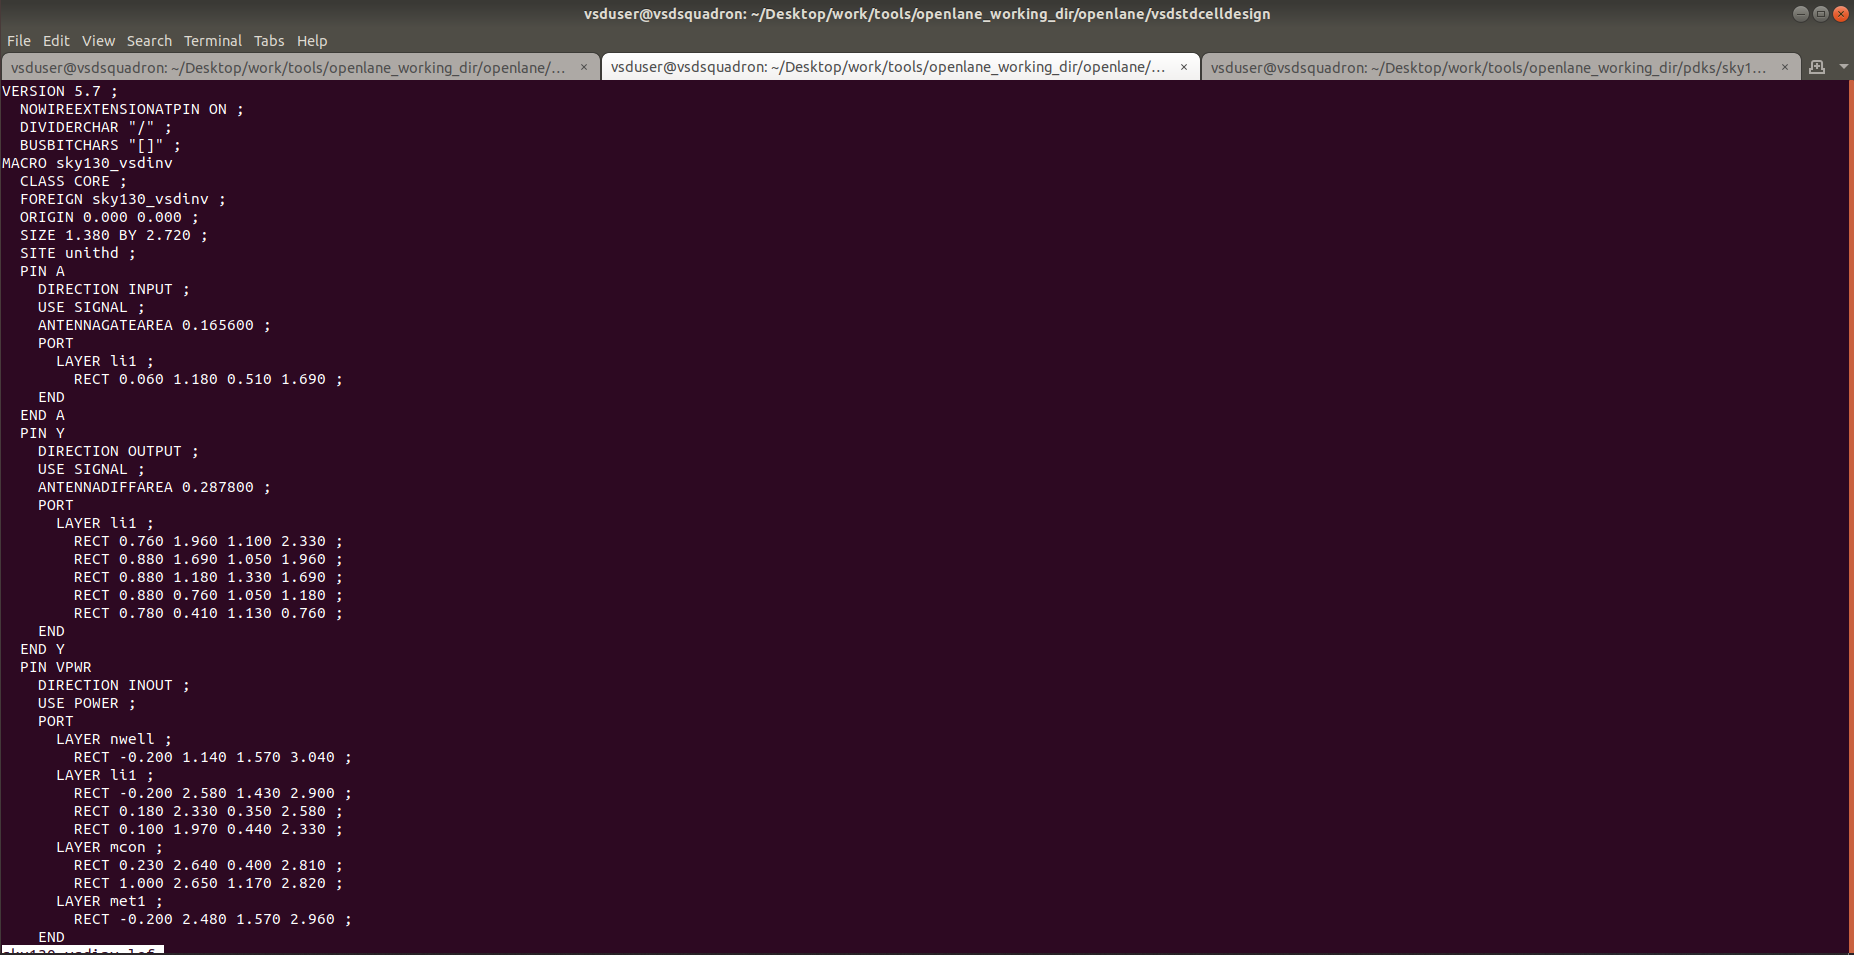 vsduser@vsdsquadron: ~/Desktop/work/tools/openlane_working_dir/openlane/vsdstdcelldesign
File Edit View Search Terminal Tabs Help
vsduser@vsdsquadron: ~/Desktop/work/tools/openlane_working_dir/openlane/... × vsduser@vsdsquadron: ~/Desktop/work/tools/openlane_working_dir/openlane/... × vsduser@vsdsquadron: ~/Desktop/work/tools/openlane_working_dir/pdks/sky1... ×
VERSION 5.7 ;
  NOWIREEXTENSIONATPIN ON ;
  DIVIDERCHAR "/" ;
  BUSBITCHARS "[]" ;
MACRO sky130_vsdinv
  CLASS CORE ;
  FOREIGN sky130_vsdinv ;
  ORIGIN 0.000 0.000 ;
  SIZE 1.380 BY 2.720 ;
  SITE unithd ;
  PIN A
    DIRECTION INPUT ;
    USE SIGNAL ;
    ANTENNAGATEAREA 0.165600 ;
    PORT
      LAYER li1 ;
        RECT 0.060 1.180 0.510 1.690 ;
    END
  END A
  PIN Y
    DIRECTION OUTPUT ;
    USE SIGNAL ;
    ANTENNADIFFAREA 0.287800 ;
    PORT
      LAYER li1 ;
        RECT 0.760 1.960 1.100 2.330 ;
        RECT 0.880 1.690 1.050 1.960 ;
        RECT 0.880 1.180 1.330 1.690 ;
        RECT 0.880 0.760 1.050 1.180 ;
        RECT 0.780 0.410 1.130 0.760 ;
    END
  END Y
  PIN VPWR
    DIRECTION INOUT ;
    USE POWER ;
    PORT
      LAYER nwell ;
        RECT -0.200 1.140 1.570 3.040 ;
      LAYER li1 ;
        RECT -0.200 2.580 1.430 2.900 ;
        RECT 0.180 2.330 0.350 2.580 ;
        RECT 0.100 1.970 0.440 2.330 ;
      LAYER mcon ;
        RECT 0.230 2.640 0.400 2.810 ;
        RECT 1.000 2.650 1.170 2.820 ;
      LAYER met1 ;
        RECT -0.200 2.480 1.570 2.960 ;
    END